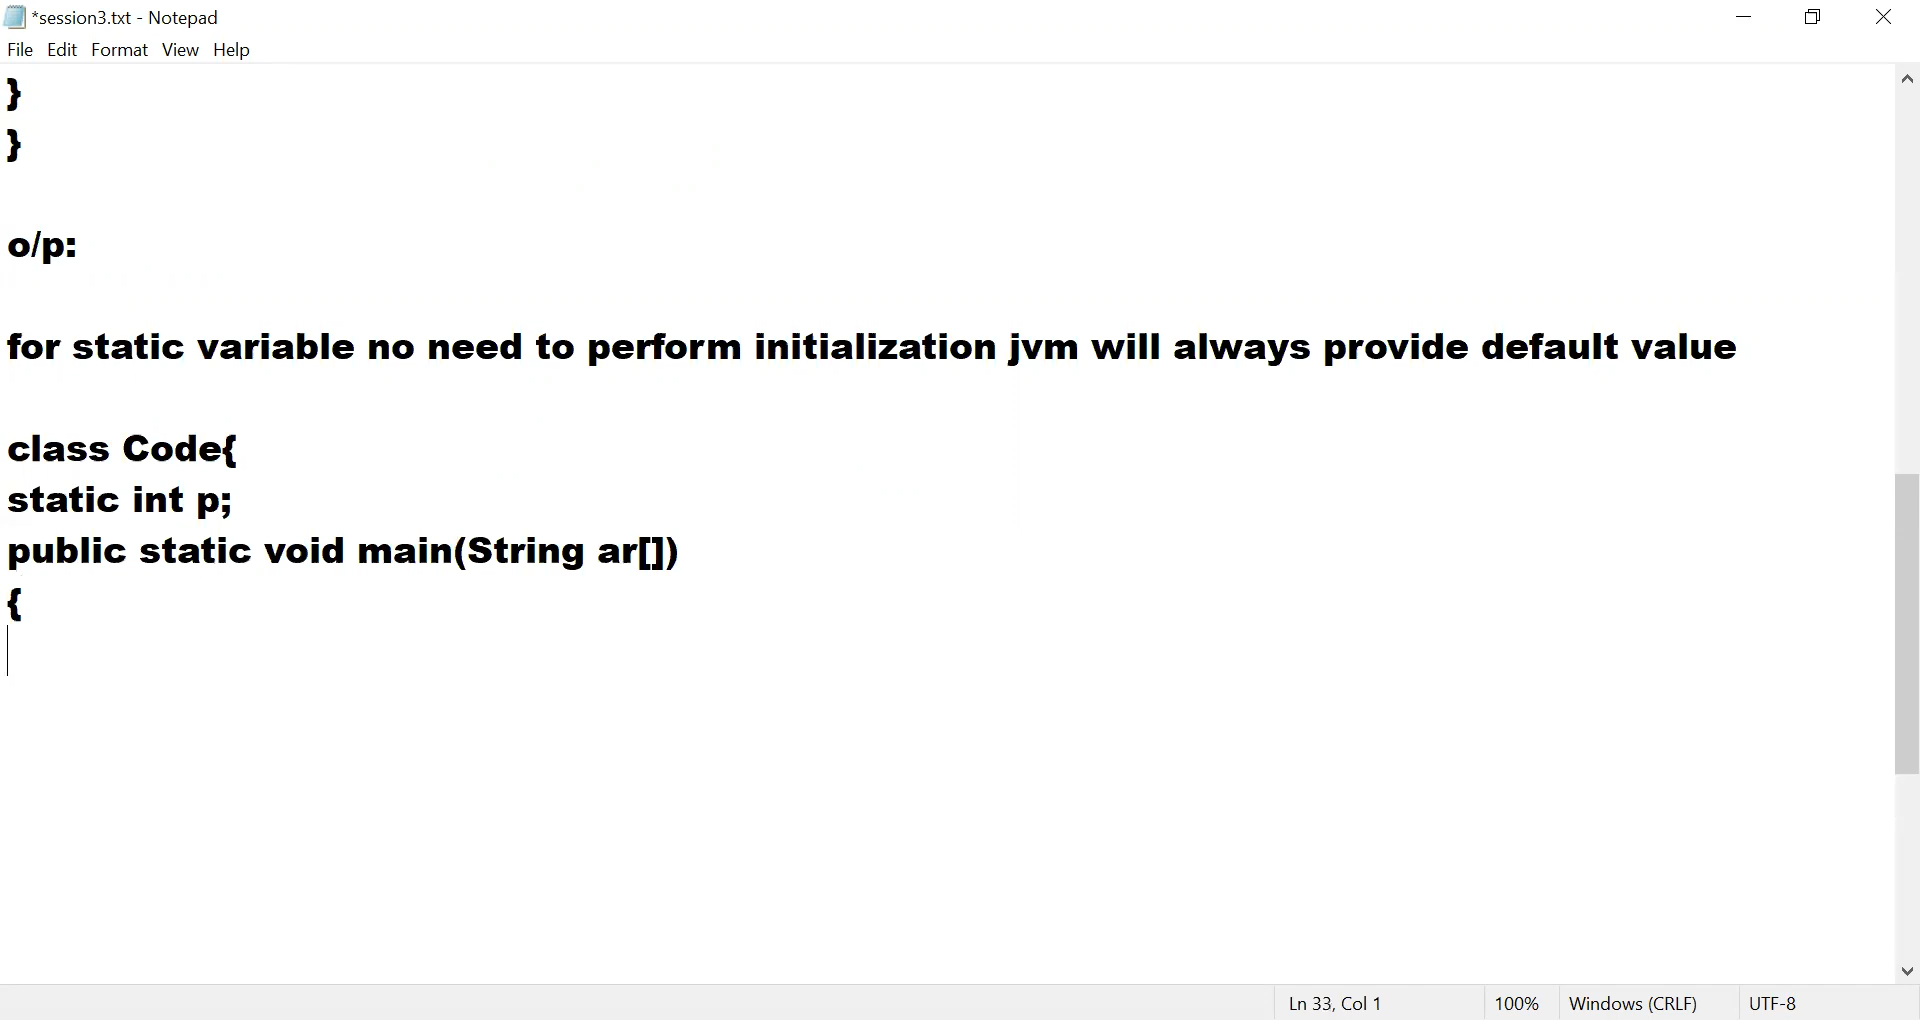 *session3.txt - Notepad
File Edit Format View Help
}
}
o/p:
for static variable no need to perform initialization jvm will always provide default value
class Code{
static int p;
public static void main(String ar[])
{
Ln 33, Col 1 100% Windows (CRLF) UTF-8